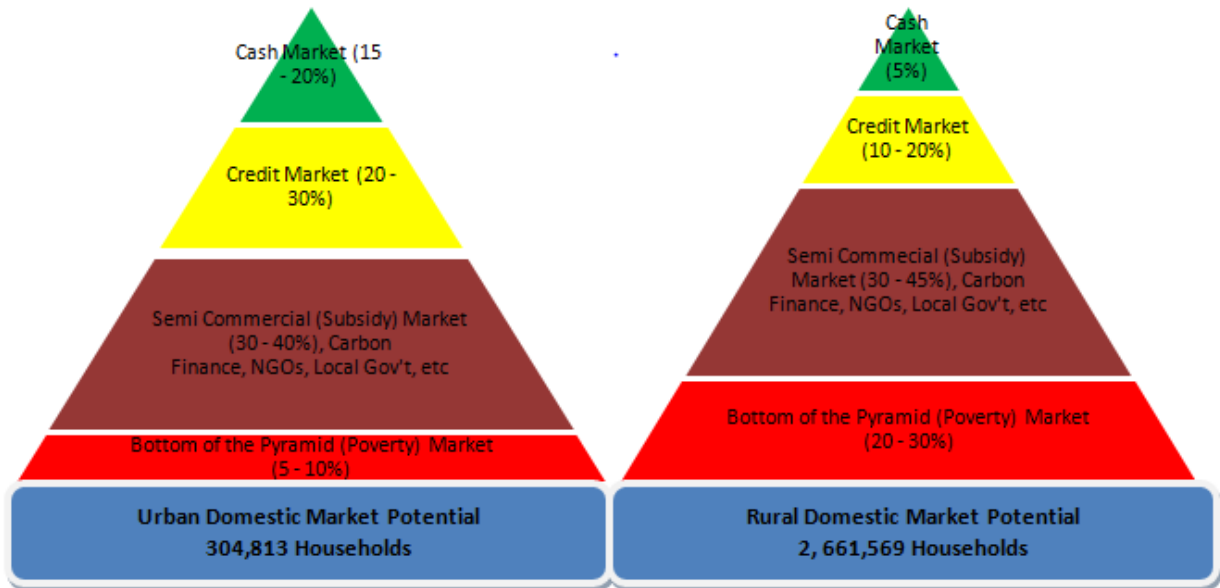 Cash Market (15
- 20%)
Credit Market (20 -
30%)
Semi Commercial (Subsidy) Market
(30 - 40%), Carbon
Finance, NGOs, Local Gov't, etc
Bottom of the Pyramid (Poverty) Market
(5 - 10%)
Urban Domestic Market Potential
304,813 Households
Cash
Market
(5%)
Credit Market
(10 - 20%)
Semi Commecial (Subsidy)
Market (30 - 45%), Carbon
Finance, NGOs, Local Gov't, etc
Bottom of the Pyramid (Poverty) Market
(20 - 30%)
Rural Domestic Market Potential
2, 661,569 Households